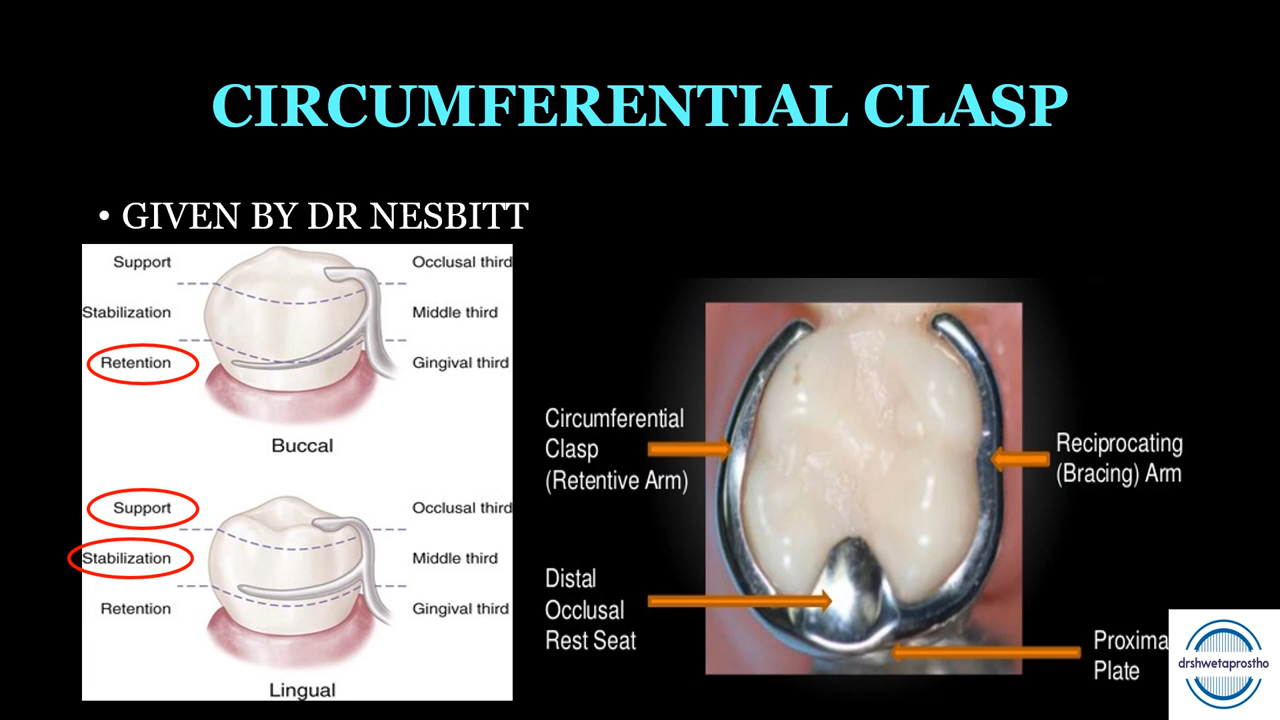 CIRCUMFERENTIAL CLASP
• GIVEN BY DR NESBITT
Support
Occlusal third
Stabilization
Middle third
Retention
Gingival third
Buccal
Support
Occlusal third
Stabilization
Middle third
Retention
Gingival third
Lingual
Circumferential
Clasp
(Retentive Arm)
Distal
Occlusal
Rest Seat
Reciprocating
(Bracing) Arm
Proxima
Plate
drshwetaprostho